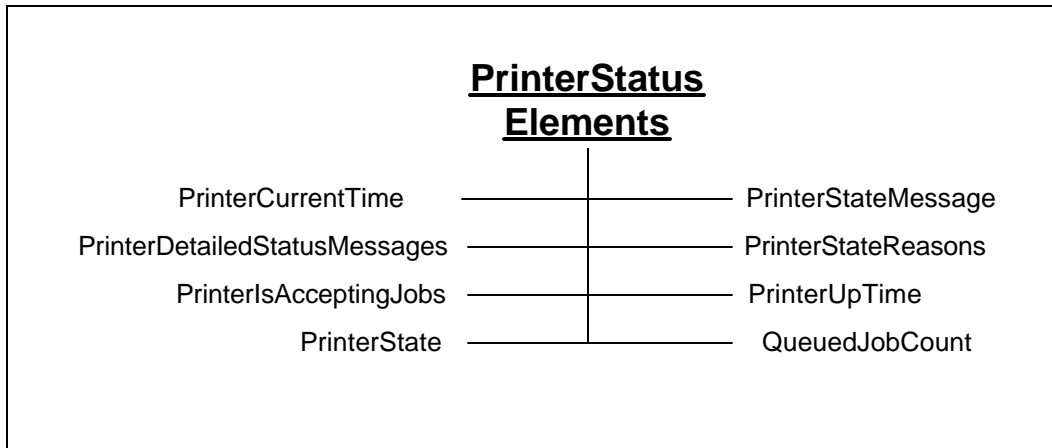 PrinterStatus
Elements
PrinterCurrentTime
PrinterStateMessage
PrinterDetailedStatusMessages
PrinterStateReasons
PrinterIsAcceptingJobs
PrinterUpTime
PrinterState
QueuedJobCount